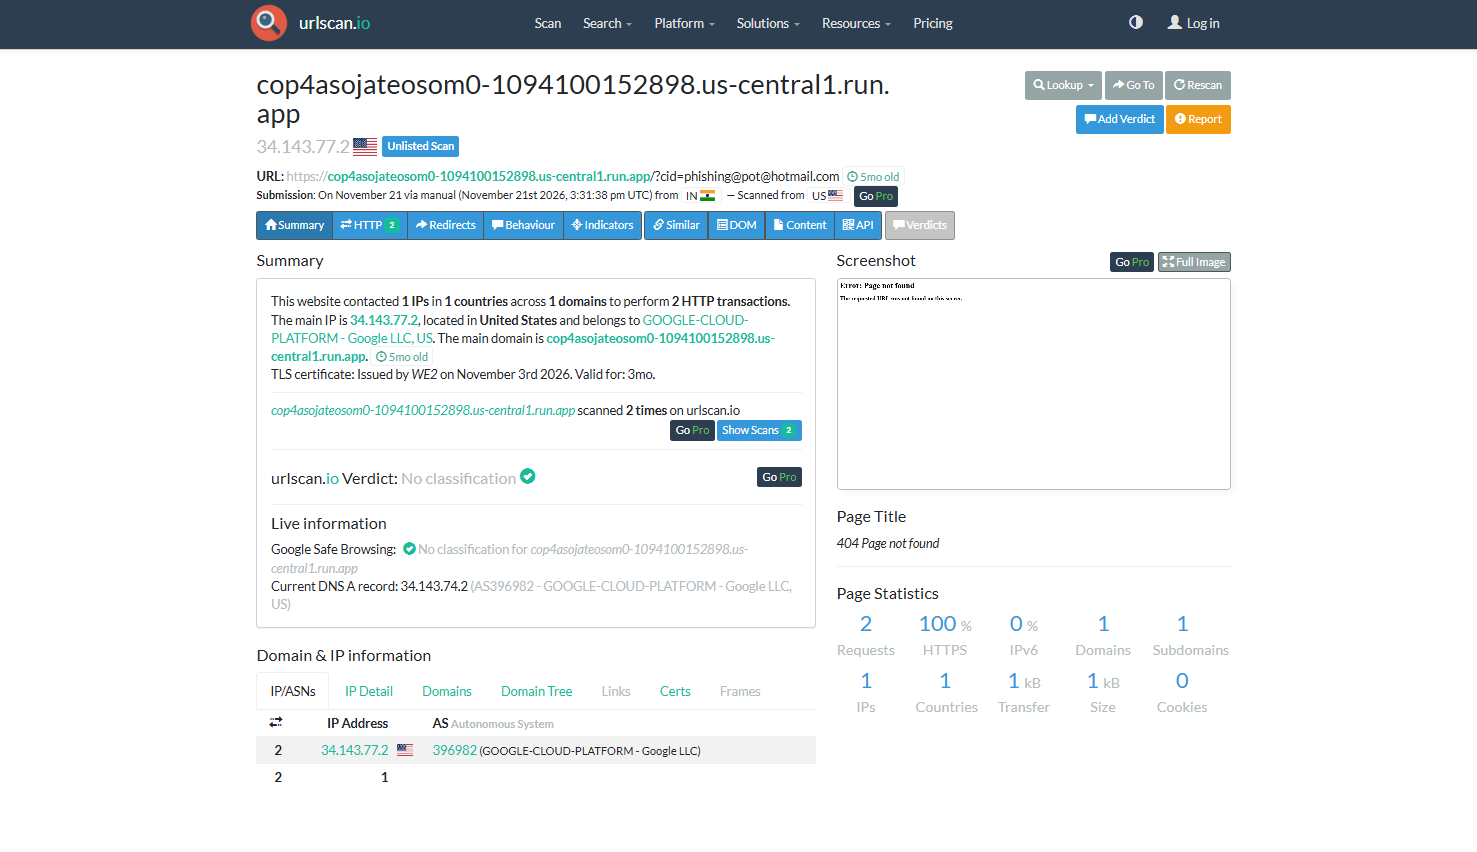 urlscan.io
Scan Search Platform Solutions Resources Pricing Log in
cop4asojateosom0-1094100152898.us-central1.run.
app
Lookup Go To Rescan
Add Verdict Report
34.143.77.2 Unlisted Scan
URL: https://cop4asojateosom0-1094100152898.us-central1.run.app/?cid=phishing@pot@hotmail.com 5mo old
Submission: On November 21 via manual (November 21st 2026, 3:31:38 pm UTC) from IN — Scanned from US Go Pro
Summary HTTP 2 Redirects Behaviour Indicators Similar DOM Content API Verdicts
Summary
This website contacted 1 IPs in 1 countries across 1 domains to perform 2 HTTP transactions.
The main IP is 34.143.77.2, located in United States and belongs to GOOGLE-CLOUD-
PLATFORM - Google LLC, US. The main domain is cop4asojateosom0-1094100152898.us-
central1.run.app. 5mo old
TLS certificate: Issued by WE2 on November 3rd 2026. Valid for: 3mo.
cop4asojateosom0-1094100152898.us-central1.run.app scanned 2 times on urlscan.io
Go Pro Show Scans 2
urlscan.io Verdict: No classification Go Pro
Live information
Google Safe Browsing: No classification for cop4asojateosom0-1094100152898.us-
central1.run.app
Current DNS A record: 34.143.74.2 (AS396982 - GOOGLE-CLOUD-PLATFORM - Google LLC,
US)
Screenshot Go Pro Full Image
Error: Page not found
The requested URL was not found on this server.
Page Title
404 Page not found
Page Statistics
2 100 % 0 % 1 1
Requests HTTPS IPv6 Domains Subdomains
1 1 1 kB 1 kB 0
IPs Countries Transfer Size Cookies
Domain & IP information
IP/ASNs IP Detail Domains Domain Tree Links Certs Frames
IP Address AS Autonomous System
2 34.143.77.2 396982 (GOOGLE-CLOUD-PLATFORM - Google LLC)
2 1